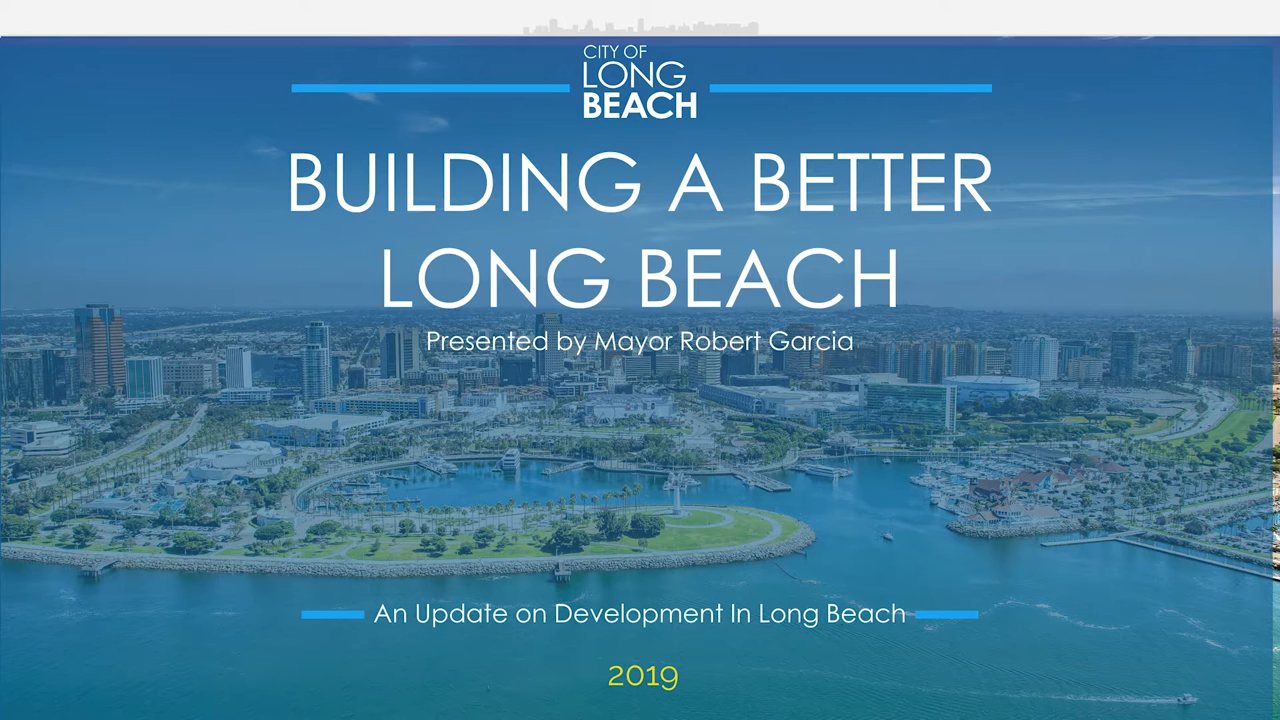 CITY OF
LONG
BEACH
BUILDING A BETTER
LONG BEACH
Presented by Mayor Robert Garcia
An Update on Development In Long Beach
2019